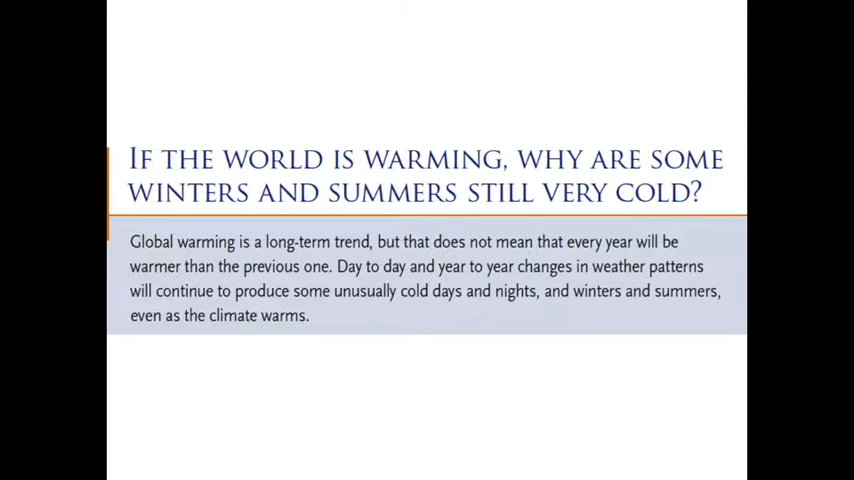 IF THE WORLD IS WARMING, WHY ARE SOME
WINTERS AND SUMMERS STILL VERY COLD?
Global warming is a long-term trend, but that does not mean that every year will be
warmer than the previous one. Day to day and year to year changes in weather patterns
will continue to produce some unusually cold days and nights, and winters and summers,
even as the climate warms.